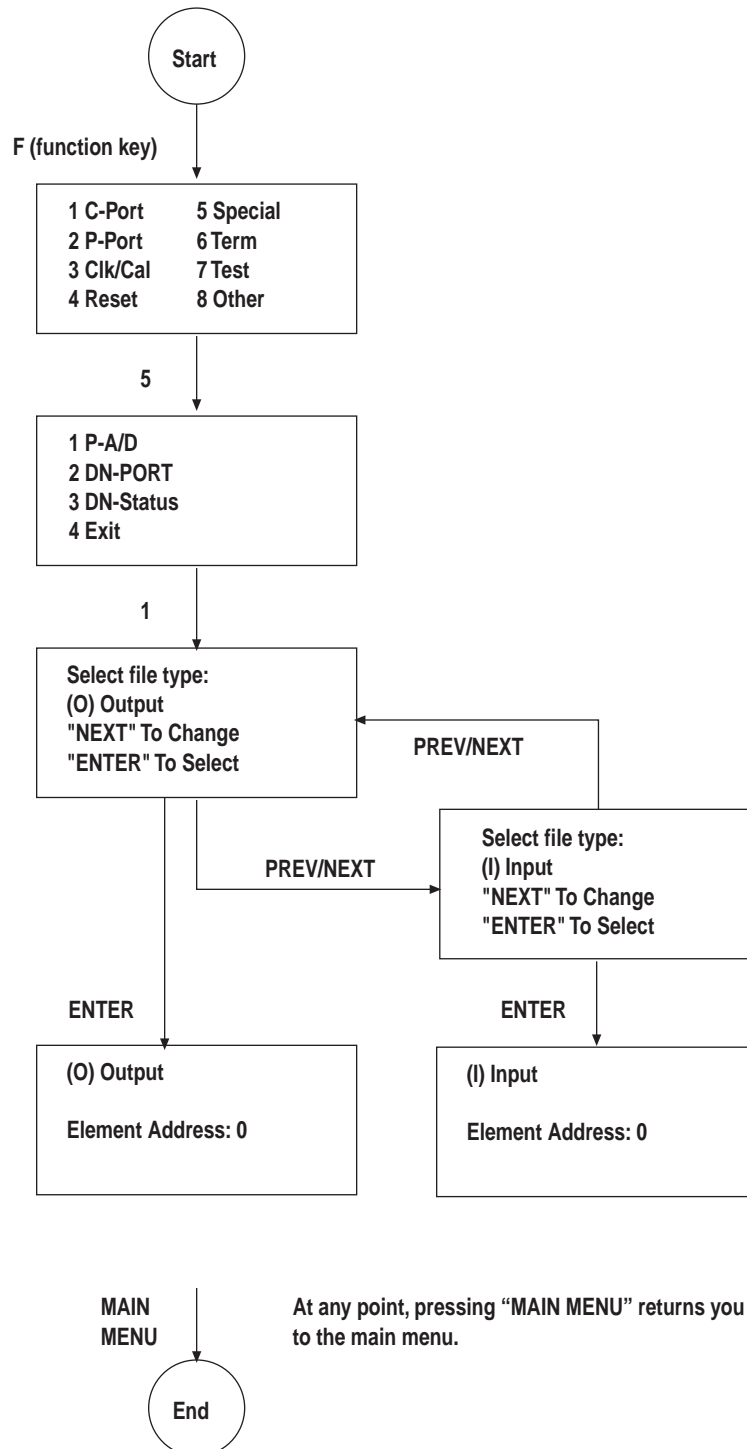 Start
F (function key)
1 C-Port 5 Special
2 P-Port 6 Term
3 Clk/Cal 7 Test
4 Reset 8 Other
5
1 P-A/D
2 DN-PORT
3 DN-Status
4 Exit
1
Select file type:
(O) Output
"NEXT" To Change
"ENTER" To Select
PREV/NEXT
PREV/NEXT
Select file type:
(I) Input
"NEXT" To Change
"ENTER" To Select
ENTER
ENTER
(O) Output
Element Address: 0
(I) Input
Element Address: 0
MAIN
MENU
At any point, pressing “MAIN MENU” returns you
to the main menu.
End